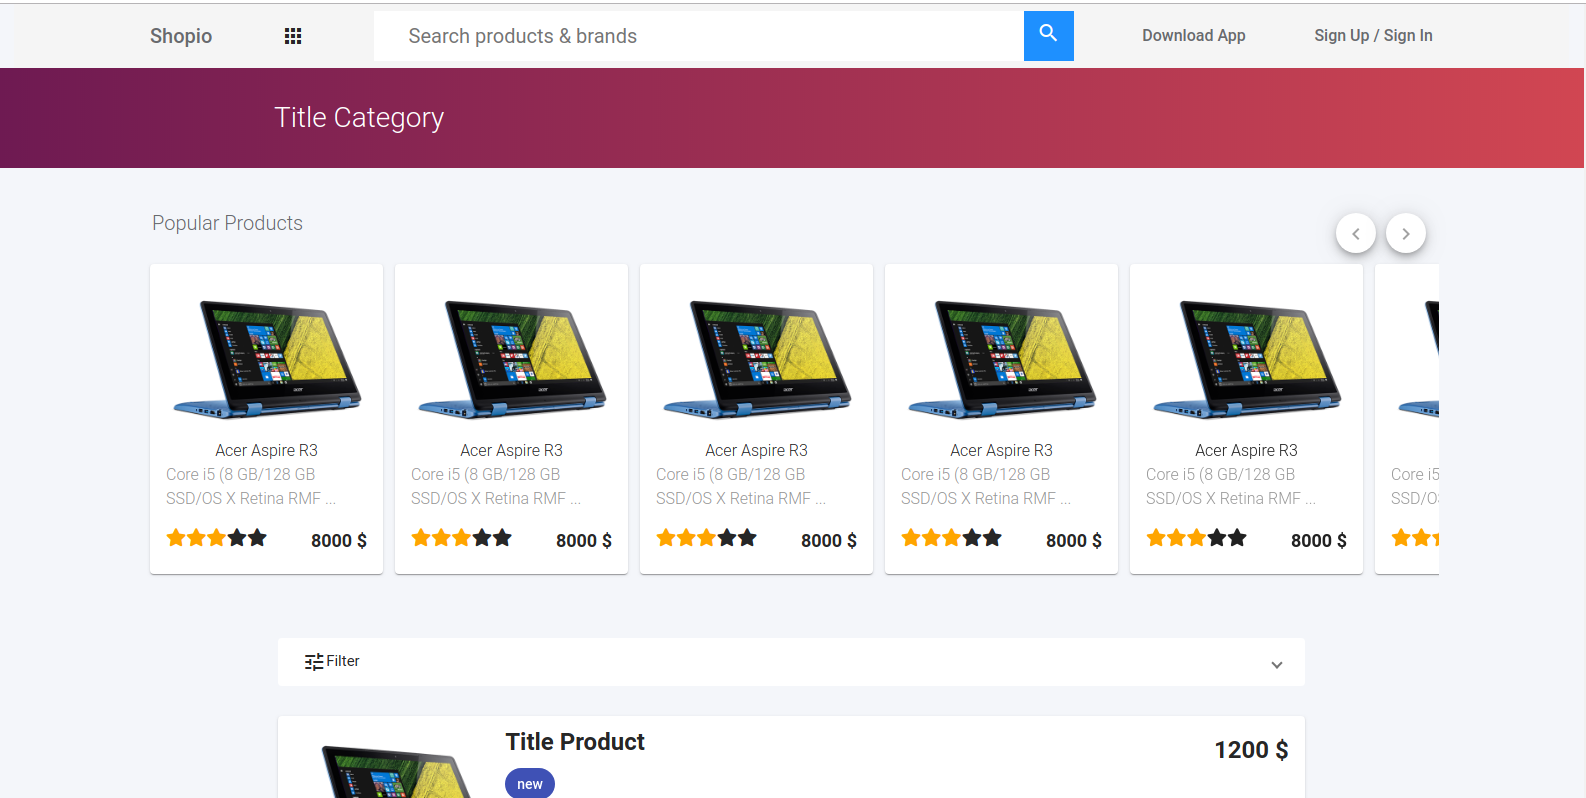 Shopio
Search products & brands
Download App
Sign Up / Sign In
Title Category
Popular Products
Acer Aspire R3
Core i5 (8 GB/128 GB
SSD/OS X Retina RMF ...
8000 $
Acer Aspire R3
Core i5 (8 GB/128 GB
SSD/OS X Retina RMF ...
8000 $
Acer Aspire R3
Core i5 (8 GB/128 GB
SSD/OS X Retina RMF ...
8000 $
Acer Aspire R3
Core i5 (8 GB/128 GB
SSD/OS X Retina RMF ...
8000 $
Acer Aspire R3
Core i5 (8 GB/128 GB
SSD/OS X Retina RMF ...
8000 $
Core i5
SSD/O
Filter
Title Product
1200 $
new